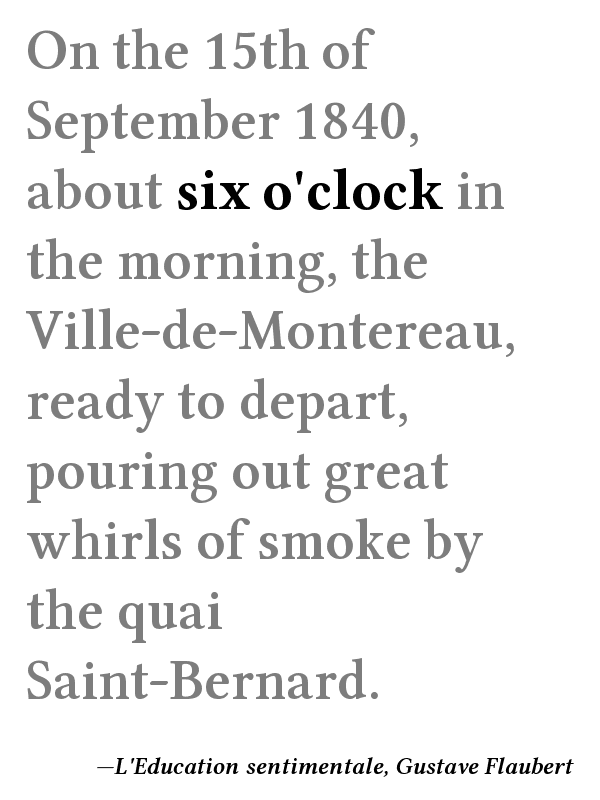 On the 15th of
September 1840,
about six o'clock in
the morning, the
Ville-de-Montereau,
ready to depart,
pouring out great
whirls of smoke by
the quai
Saint-Bernard.
—L'Education sentimentale, Gustave Flaubert